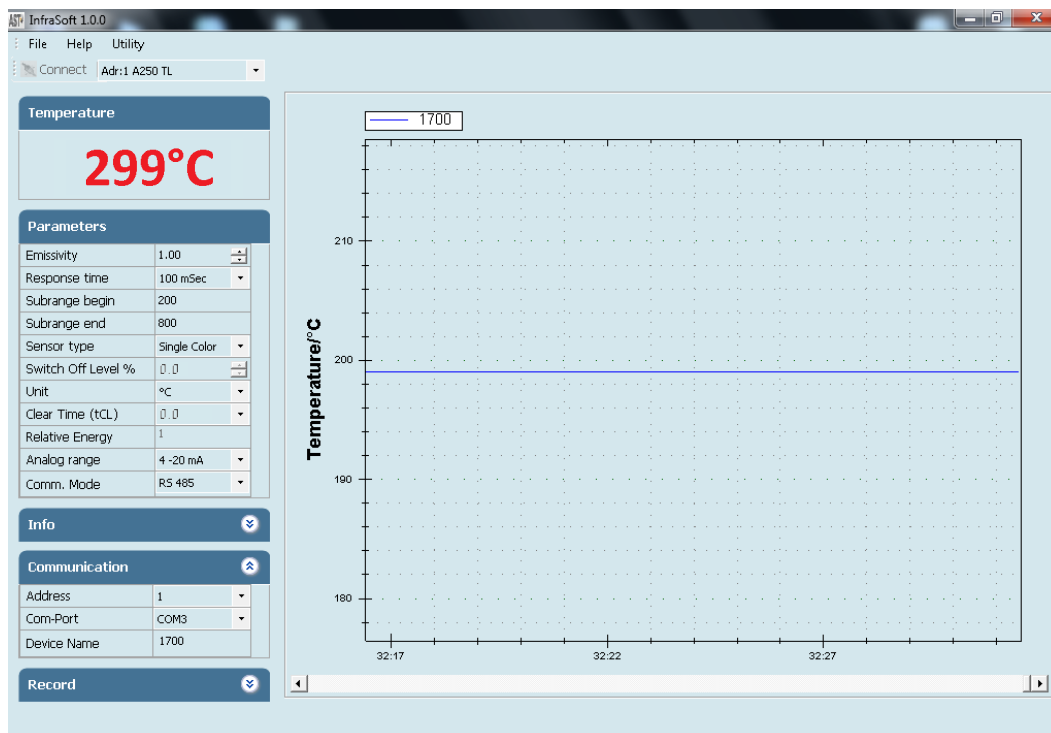 AST InfraSoft 1.0.0
File Help Utility
Connect Adr:1 A250 TL
Temperature
299°C
Parameters
Emissivity 1.00
Response time 100 mSec
Subrange begin 200
Subrange end 800
Sensor type Single Color
Switch Off Level % 0.0
Unit °C
Clear Time (tCL) 0.0
Relative Energy 1
Analog range 4 -20 mA
Comm. Mode RS 485
Info
Communication
Address 1
Com-Port COM3
Device Name 1700
Record
1700
Temperature/°C
210
200
190
180
32:17 32:22 32:27